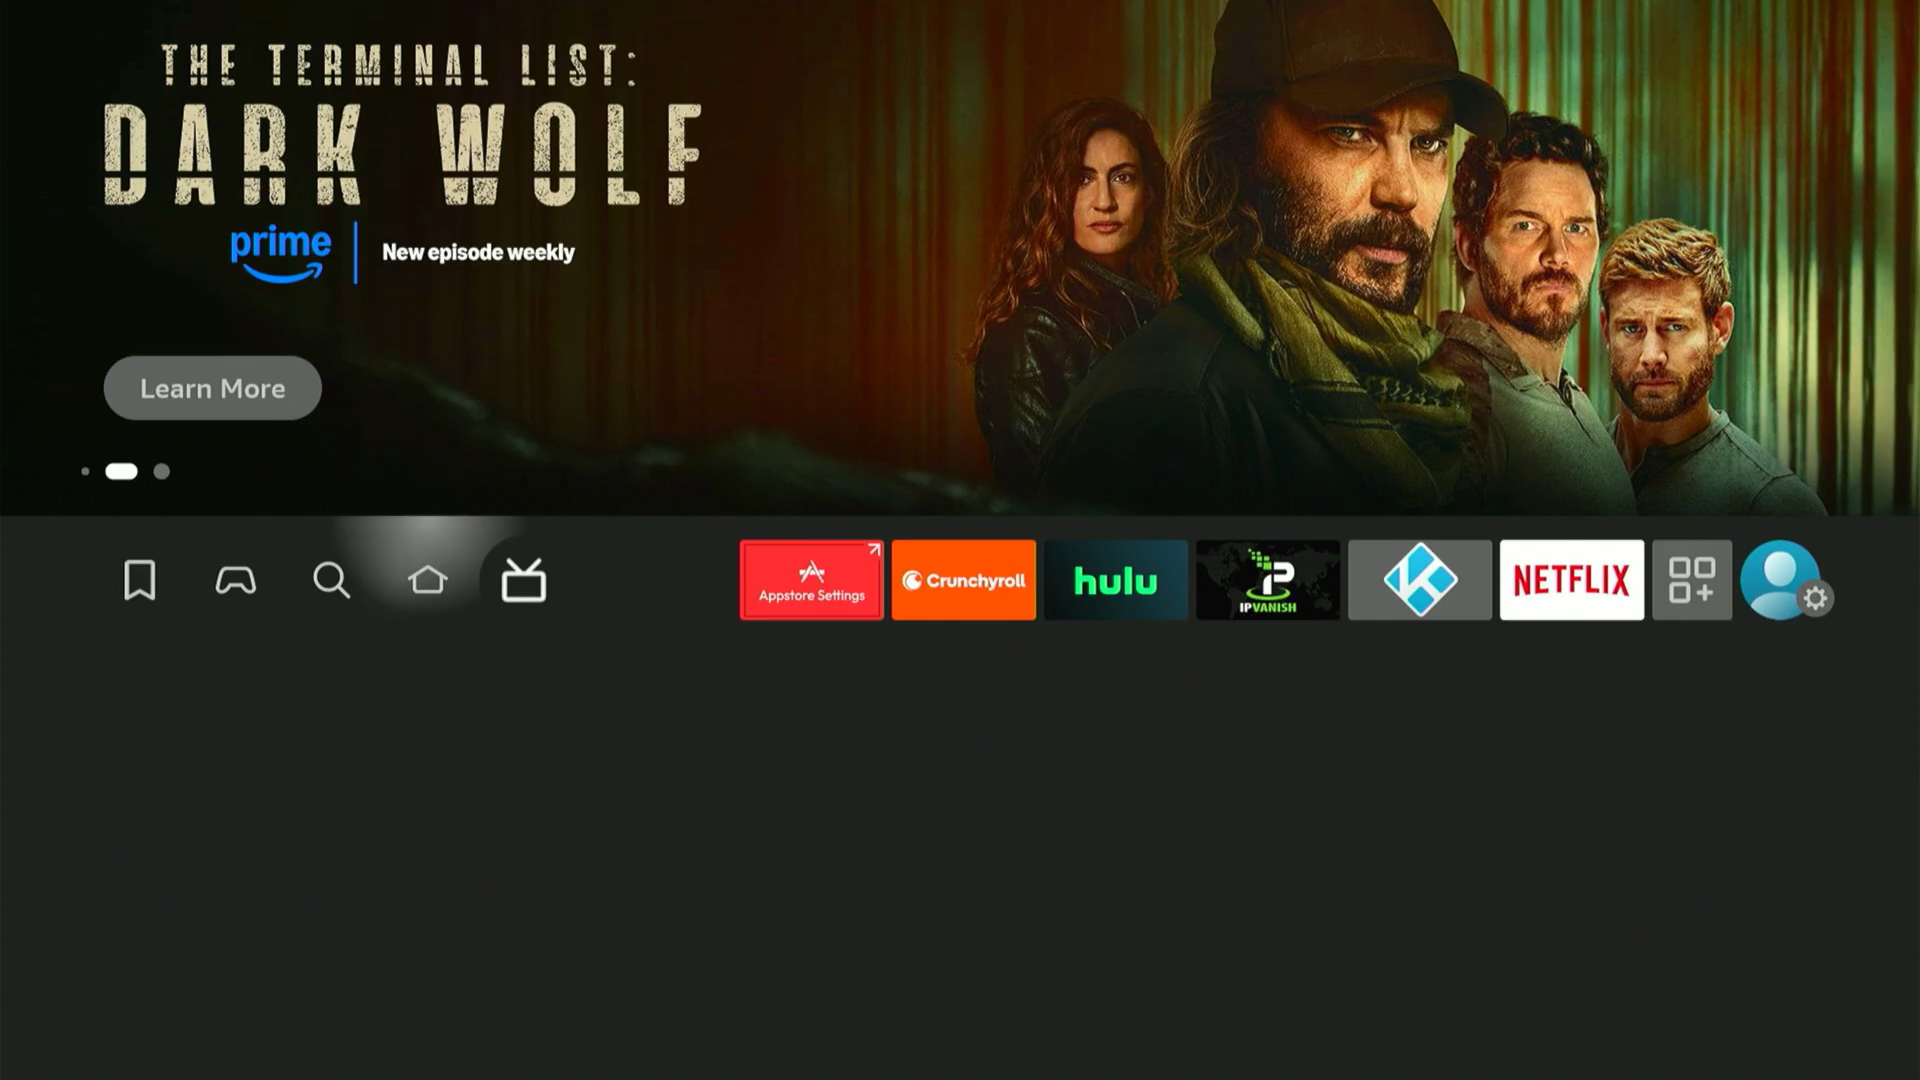 THE TERMINAL LIST:
DARK WOLF
prime
New episode weekly
Learn More
Appstore Settings
Crunchyroll
hulu
IPVANISH
NETFLIX